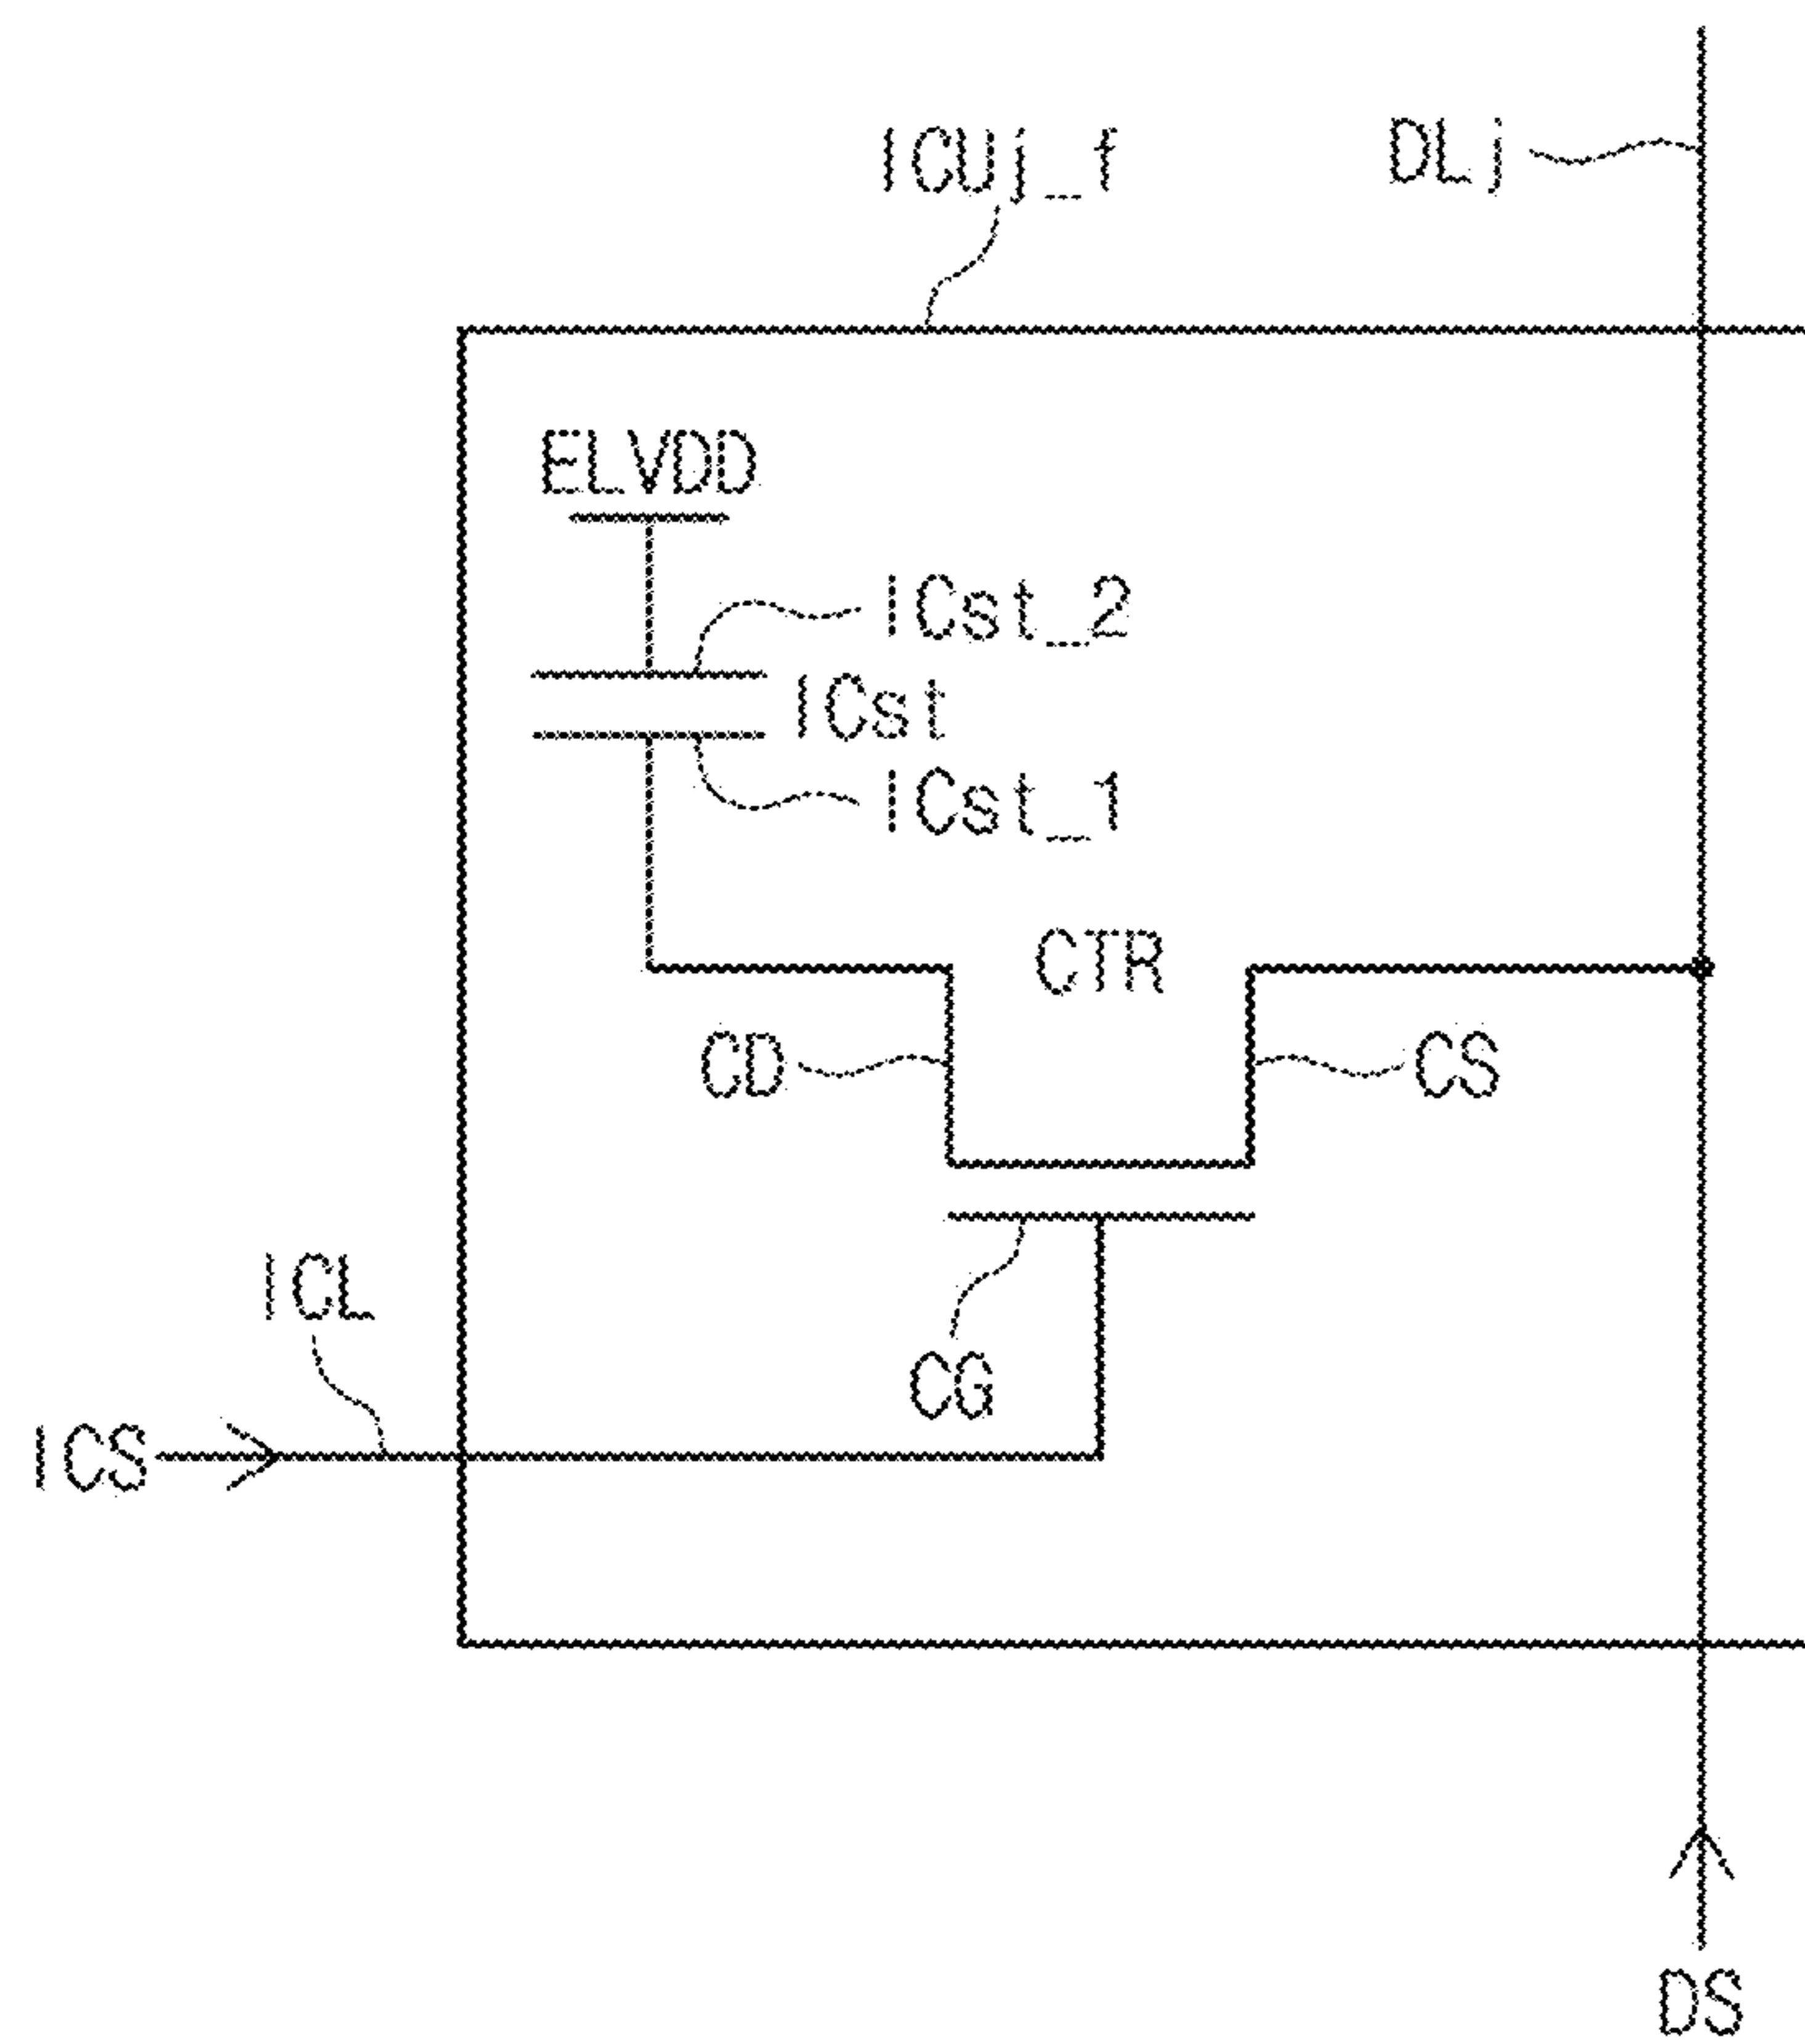 ICUj_f
DLj
ELVDD
ICst_2
ICst
ICst_1
CTR
CD
CS
ICL
CG
ICS
DS